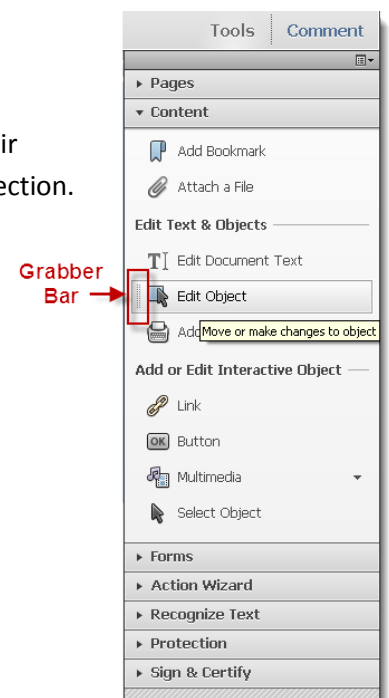 Tools Comment
Pages
Content
ir
Add Bookmark
ection.
Attach a File
Edit Text & Objects
Edit Document Text
Grabber
Bar
Edit Object
Add
Move or make changes to object
Add or Edit Interactive Object
Link
OK Button
Multimedia
Select Object
Forms
Action Wizard
Recognize Text
Protection
Sign & Certify